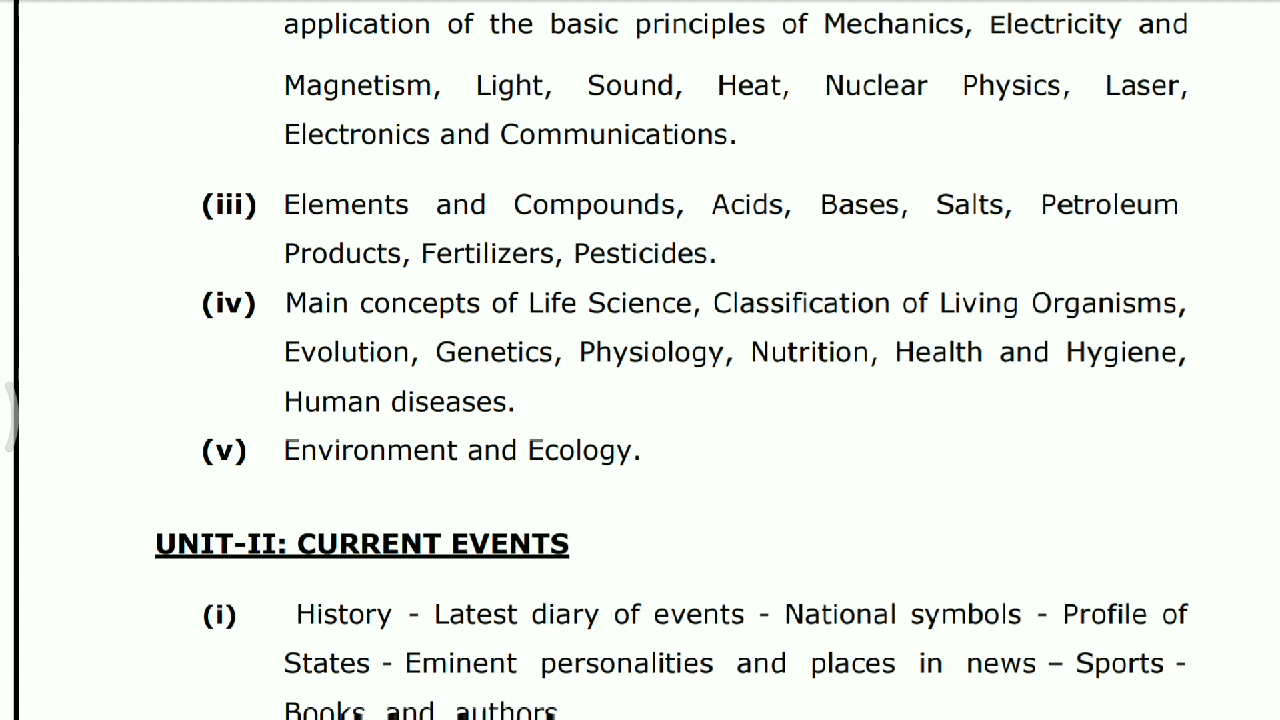 application of the basic principles of Mechanics, Electricity and
Magnetism, Light, Sound, Heat, Nuclear Physics, Laser,
Electronics and Communications.
(iii) Elements and Compounds, Acids, Bases, Salts, Petroleum
Products, Fertilizers, Pesticides.
(iv) Main concepts of Life Science, Classification of Living Organisms,
Evolution, Genetics, Physiology, Nutrition, Health and Hygiene,
Human diseases.
(v) Environment and Ecology.
UNIT-II: CURRENT EVENTS
(i) History - Latest diary of events - National symbols - Profile of
States - Eminent personalities and places in news – Sports -
Books and authors